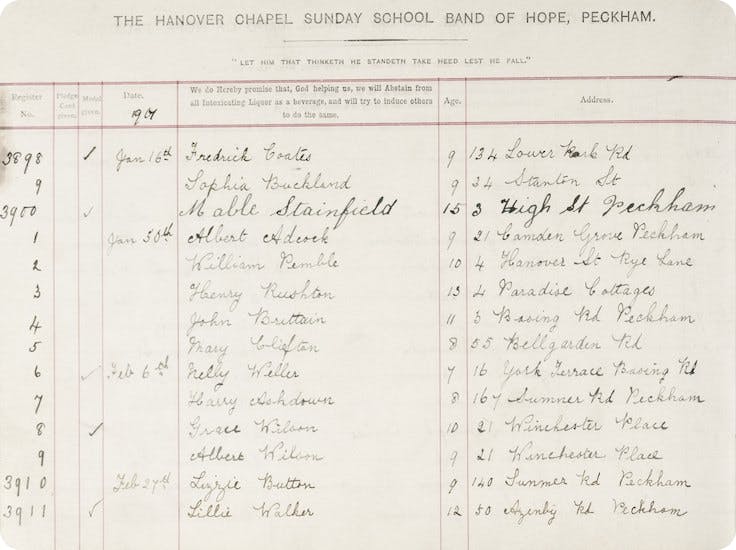 THE HANOVER CHAPEL SUNDAY SCHOOL BAND OF HOPE, PECKHAM.
"LET HIM THAT THINKETH HE STANDETH TAKE HEED LEST HE FALL."
Register No. Pledge Card given. Medal given. Date. 1901 We do Hereby promise that, God helping us, we will Abstain from all Intoxicating Liquor as a beverage, and will try to induce others to do the same. Age. Address.
3898 ✓ Jan 16th Fredrick Coates 9 134 Lower Park Rd
9 Sophia Buckland 9 34 Stanton St
3900 ✓ Mable Stainfield 15 3 High St Peckham
1 Jan 30th Albert Adcock 9 21 Camden Grove Peckham
2 William Pemble 10 4 Hanover St Rye Lane
3 Henry Rushton 13 4 Paradise Cottages
4 John Brittain 11 3 Basing Rd Peckham
5 Mary Clifton 8 55 Bellgarden Rd
6 ✓ Feb 6th Nelly Weller 7 16 York Terrace Basing Rd
7 Harry Ashdown 8 167 Sumner Rd Peckham
8 ✓ Grace Wilson 10 21 Winchester Place
9 Albert Wilson 9 21 Winchester Place
3910 Feb 27th Lizzie Button 9 140 Sunmer Rd Peckham
3911 ✓ Lillie Walker 12 50 Azenby Rd Peckham